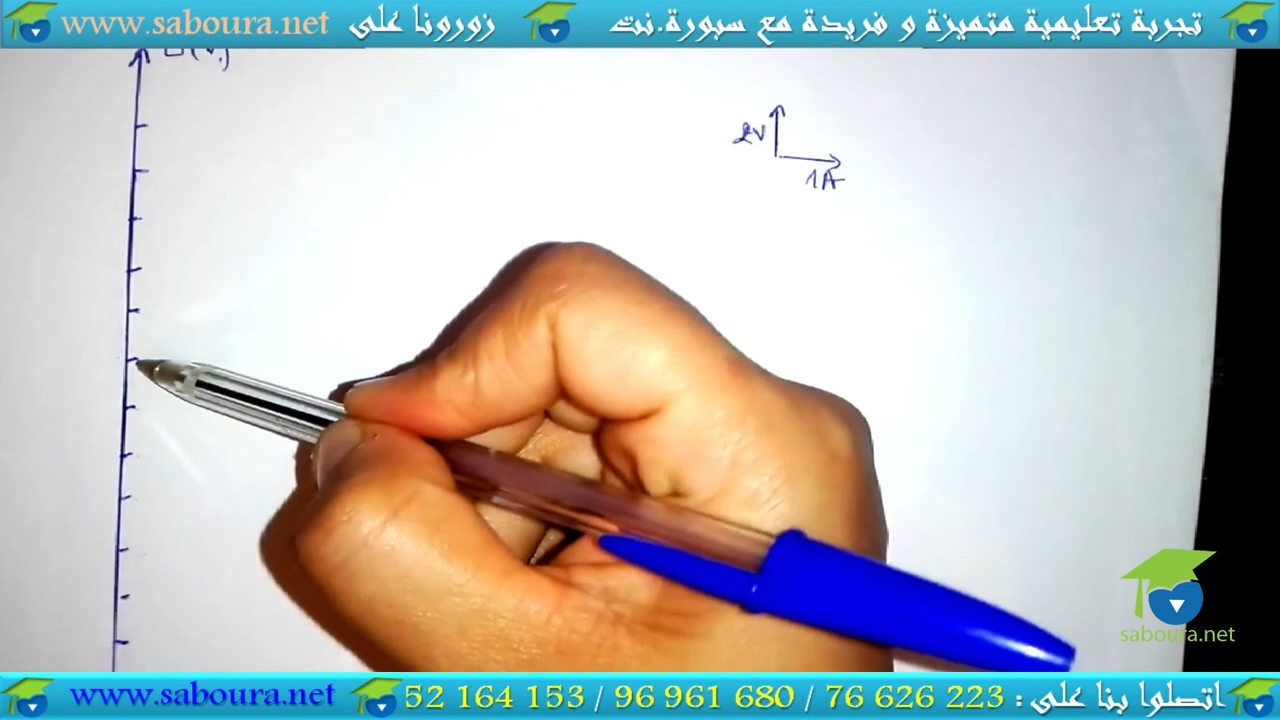 www.saboura.net زورونا على تجربة تعليمية متميزة و فريدة مع سبورة.نت
U(V)
2V
1A
saboura.net
www.saboura.net 52 164 153 / 96 961 680 / 76 626 223 : اتصلوا بنا على